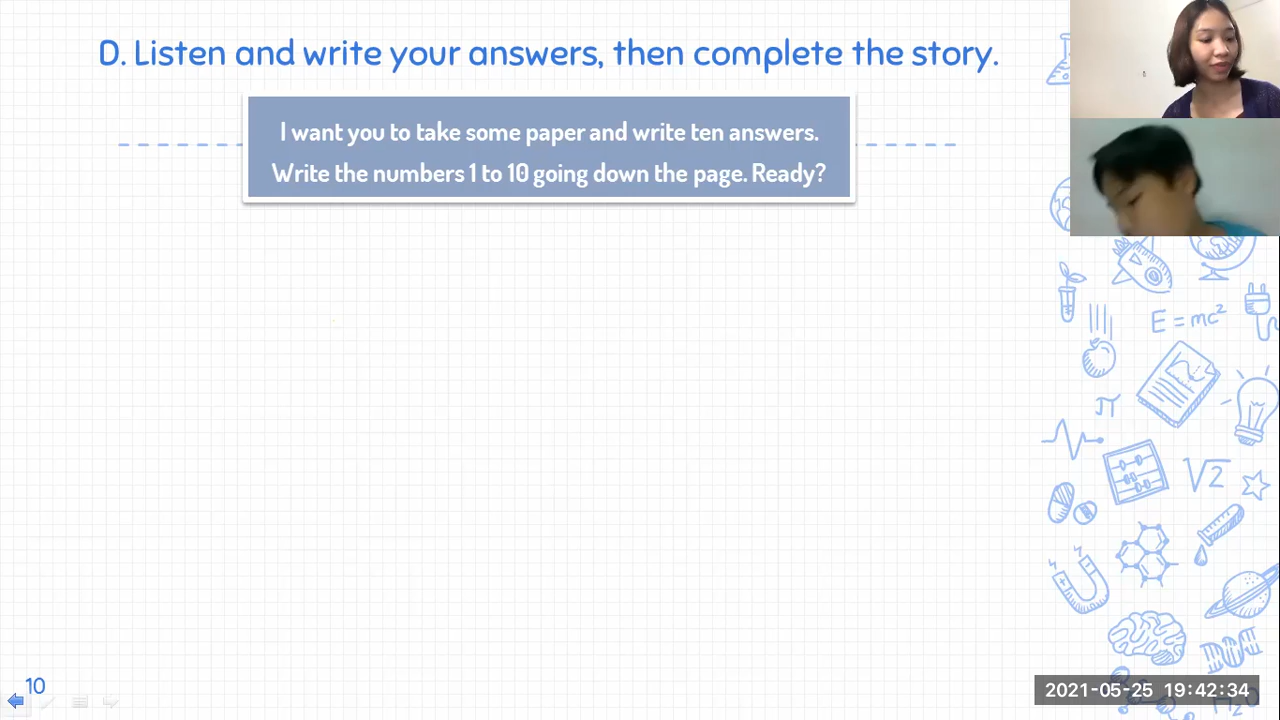 D. Listen and write your answers, then complete the story.
I want you to take some paper and write ten answers.
Write the numbers 1 to 10 going down the page. Ready?
E = mc²
π
√2
DNA
H₂O
10
2021-05-25 19:42:34